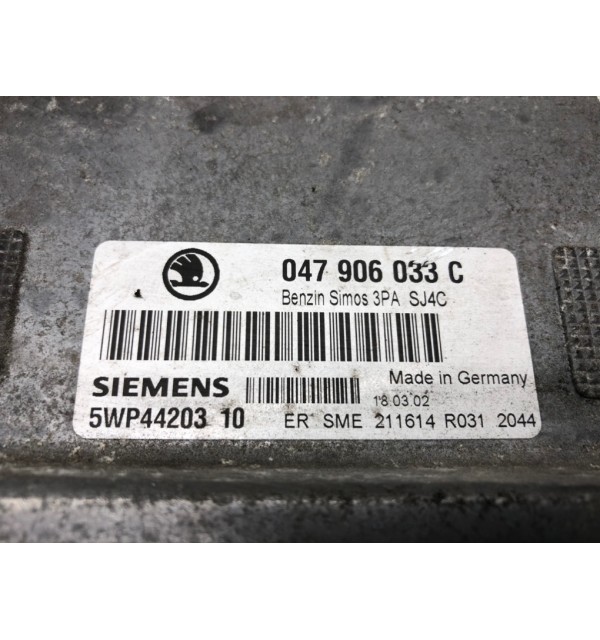 047 906 033 C
Benzin Simos 3PA SJ4C
SIEMENS
Made in Germany
18.03.02
5WP44203 10
ER SME 211614 R031 2044